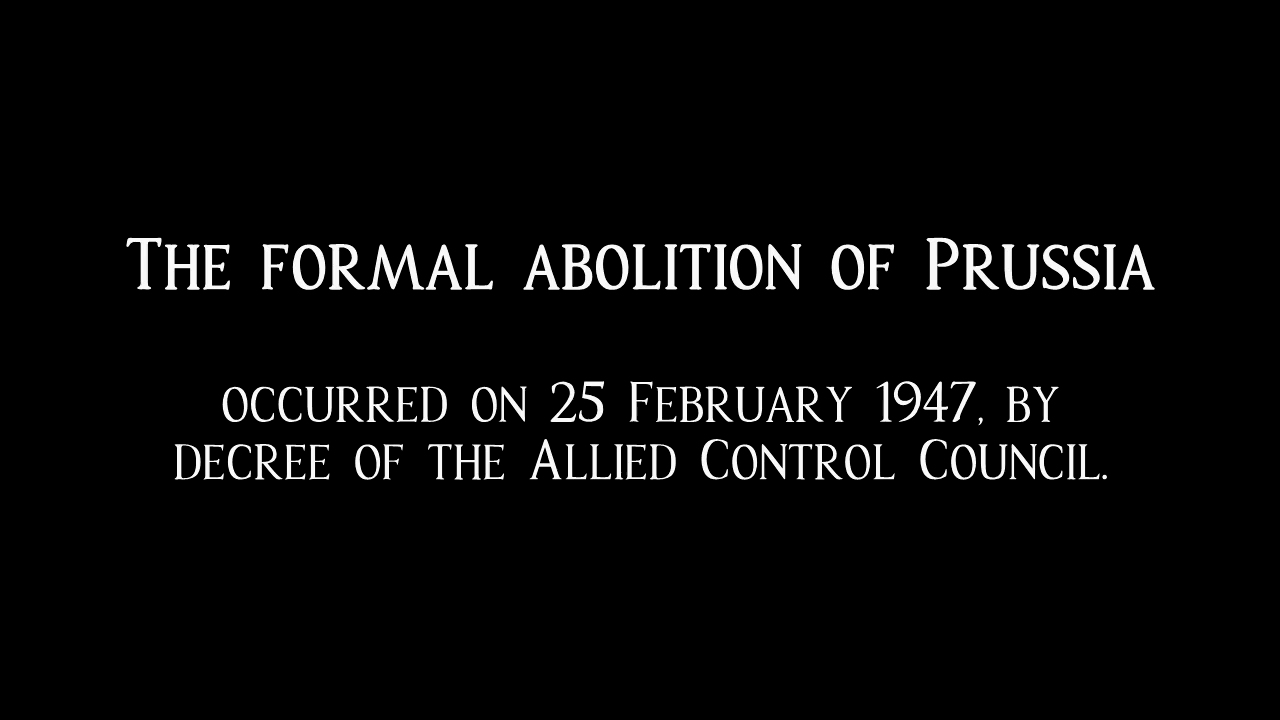 The formal abolition of Prussia
occurred on 25 February 1947, by
decree of the Allied Control Council.